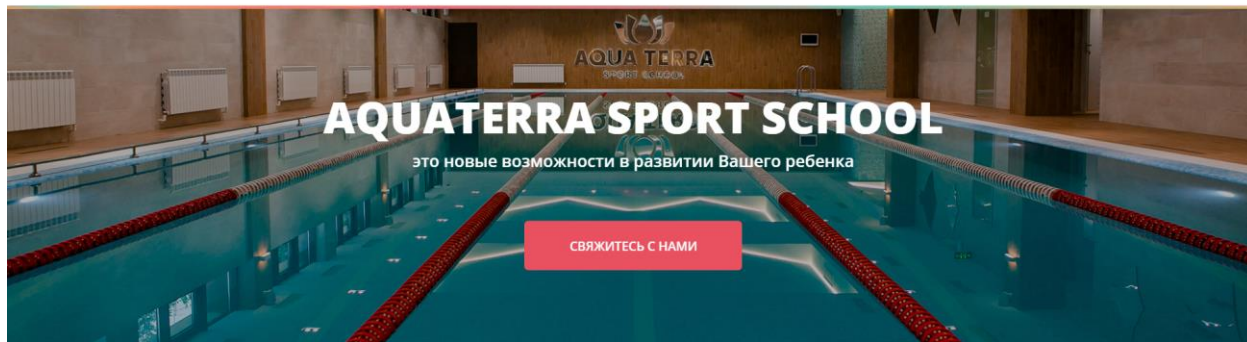 AQUA TERRA
SPORT SCHOOL
AQUATERRA SPORT SCHOOL
это новые возможности в развитии Вашего ребенка
СВЯЖИТЕСЬ С НАМИ